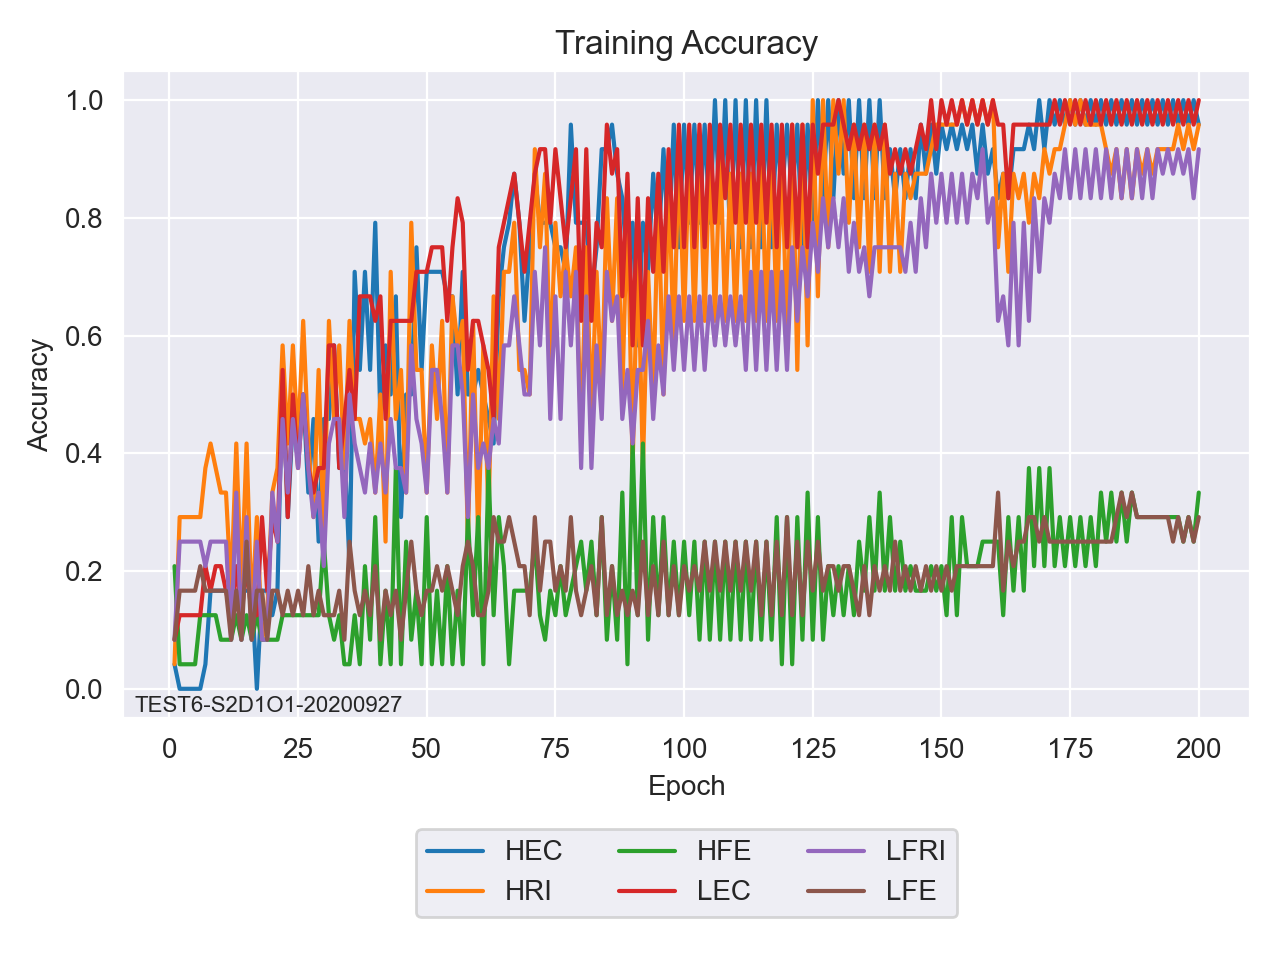 Training Accuracy
1.0
0.8
0.6
0.4
0.2
0.0
Accuracy
TEST6-S2D1O1-20200927
0 25 50 75 100 125 150 175 200
Epoch
HEC HFE LFRI
HRI LEC LFE